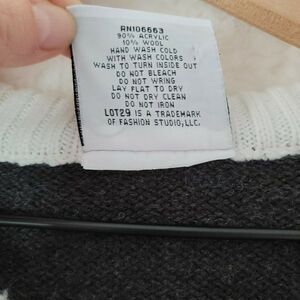 RN106663
90% ACRYLIC
10% WOOL
HAND WASH COLD
WITH WASH COLORS
WASH TO TURN INSIDE OUT
DO NOT BLEACH
DO NOT WRING
LAY FLAT TO DRY
DO NOT DRY CLEAN
DO NOT IRON
LOT29 IS A TRADEMARK
OF FASHION STUDIO,LLC.